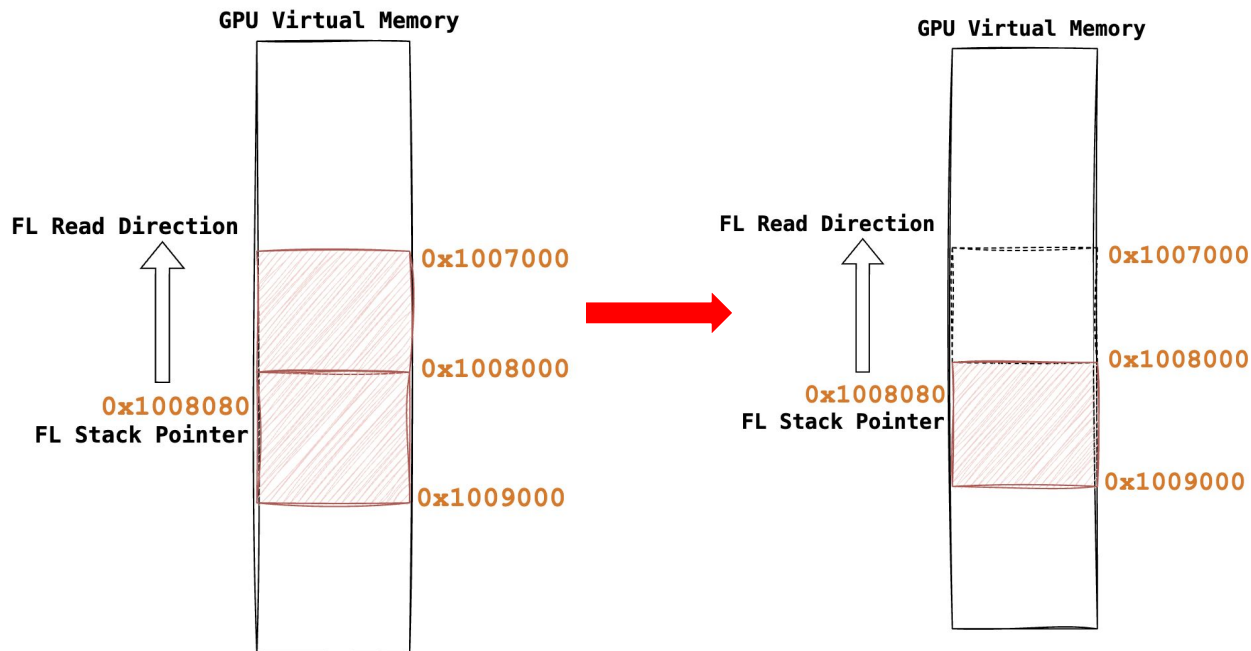 GPU Virtual Memory
FL Read Direction
0x1007000
0x1008000
0x1008080
FL Stack Pointer
0x1009000
GPU Virtual Memory
FL Read Direction
0x1007000
0x1008000
0x1008080
FL Stack Pointer
0x1009000